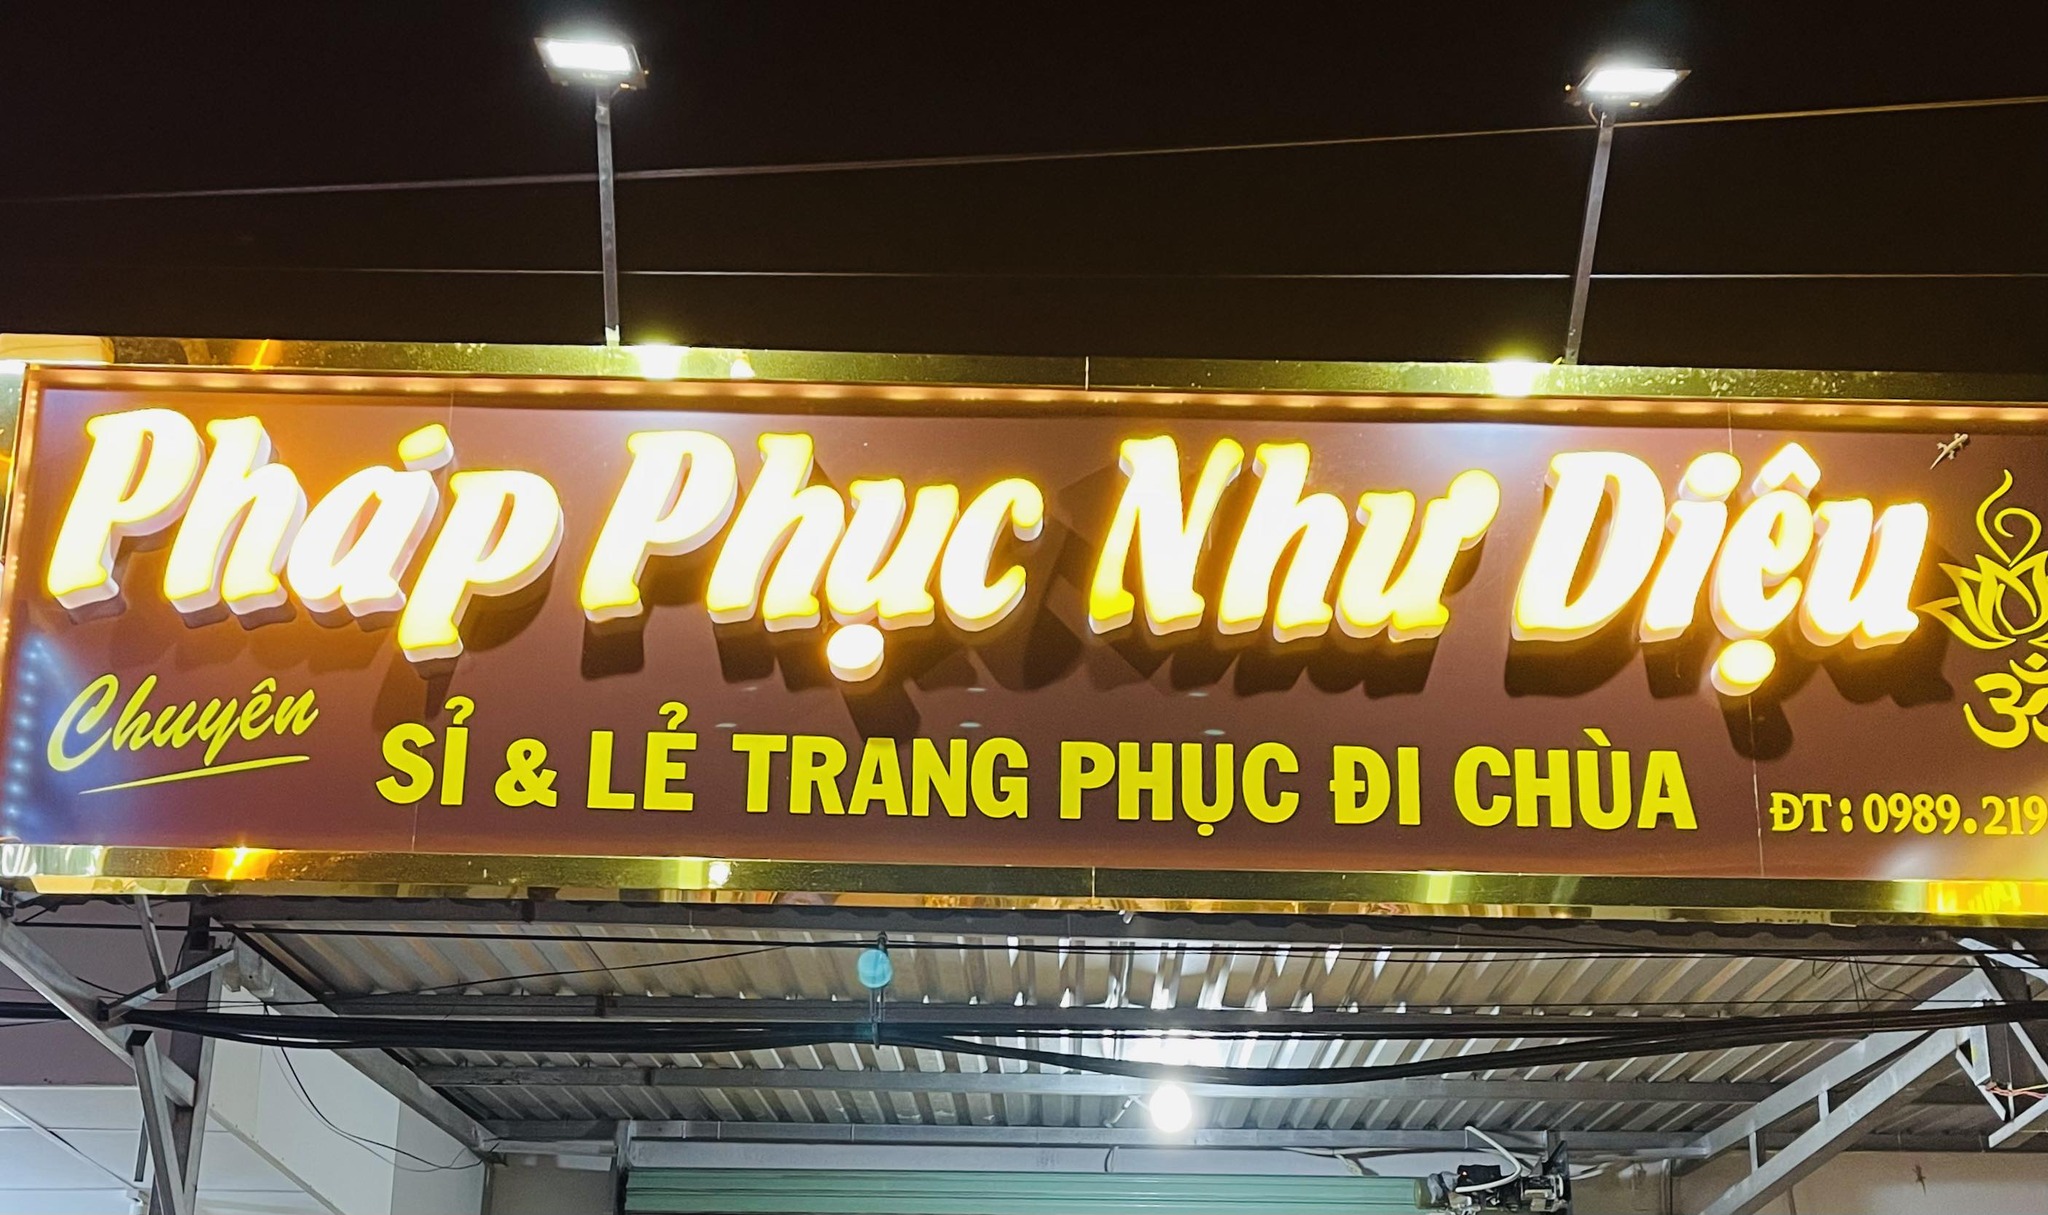 Pháp Phục Như Diệu
Chuyên
SỈ & LẺ TRANG PHỤC ĐI CHÙA
ĐT: 0989.219
ॐ